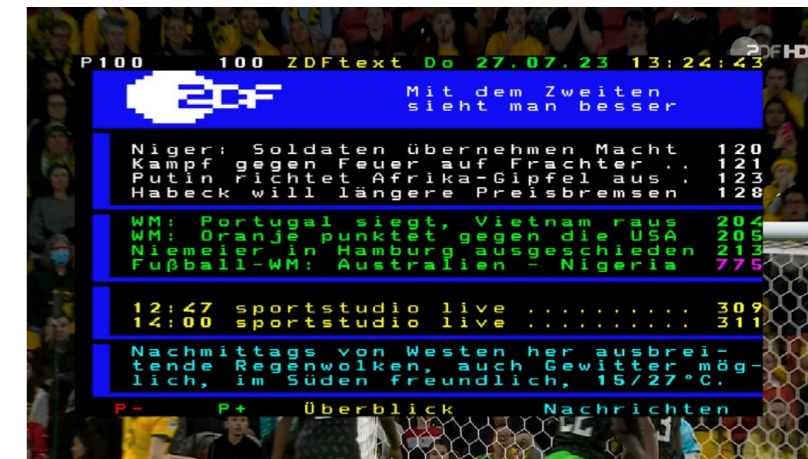 ZDF HD
P100 100 ZDFtext Do 27.07.23 13:24:43
ZDF
Mit dem Zweiten
sieht man besser
Niger: Soldaten übernehmen Macht 120
Kampf gegen Feuer auf Frachter .. 121
Putin richtet Afrika-Gipfel aus . 123
Habeck will längere Preisbremsen 128
WM: Portugal siegt, Vietnam raus 204
WM: Oranje punktet gegen die USA 205
Niemeier in Hamburg ausgeschieden 213
Fußball-WM: Australien - Nigeria 775
12:47 sportstudio live .......... 309
14:00 sportstudio live .......... 311
Nachmittags von Westen her ausbrei-
tende Regenwolken, auch Gewitter mög-
lich, im Süden freundlich, 15/27°C.
P- P+ Überblick Nachrichten